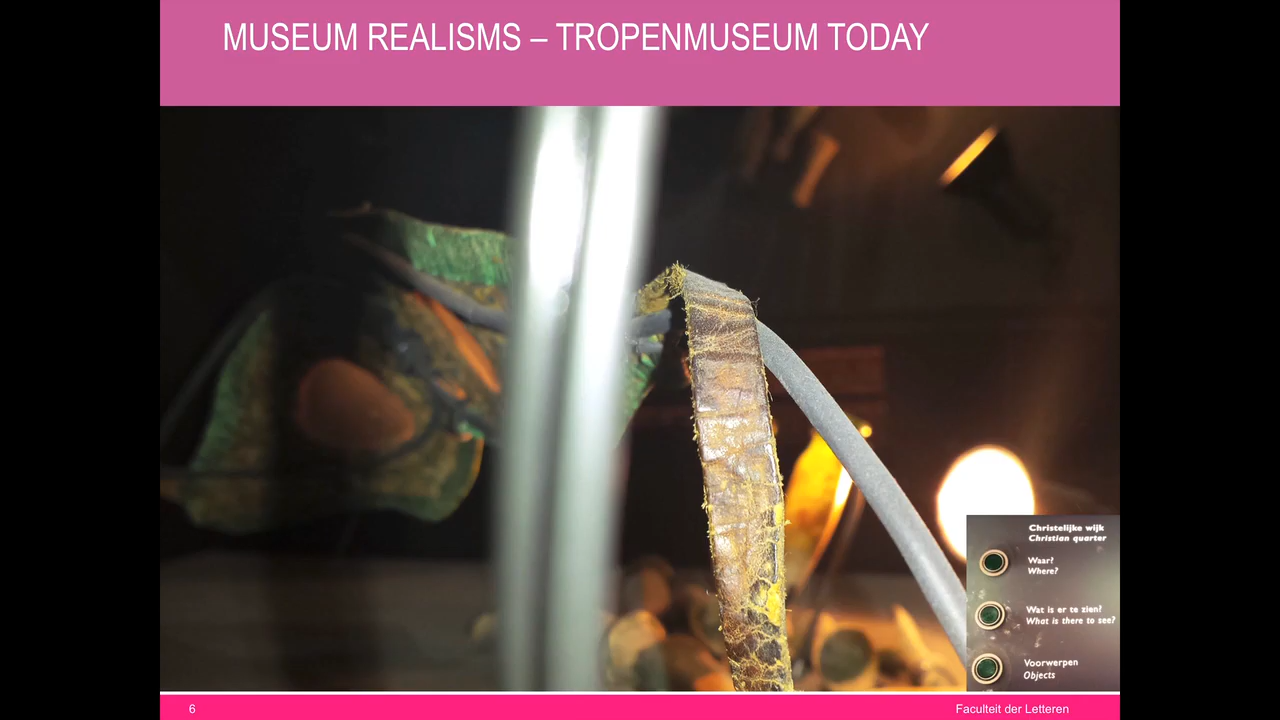 MUSEUM REALISMS – TROPENMUSEUM TODAY
Christelijke wijk
Christian quarter
Waar?
Where?
Wat is er te zien?
What is there to see?
Voorwerpen
Objects
6
Faculteit der Letteren